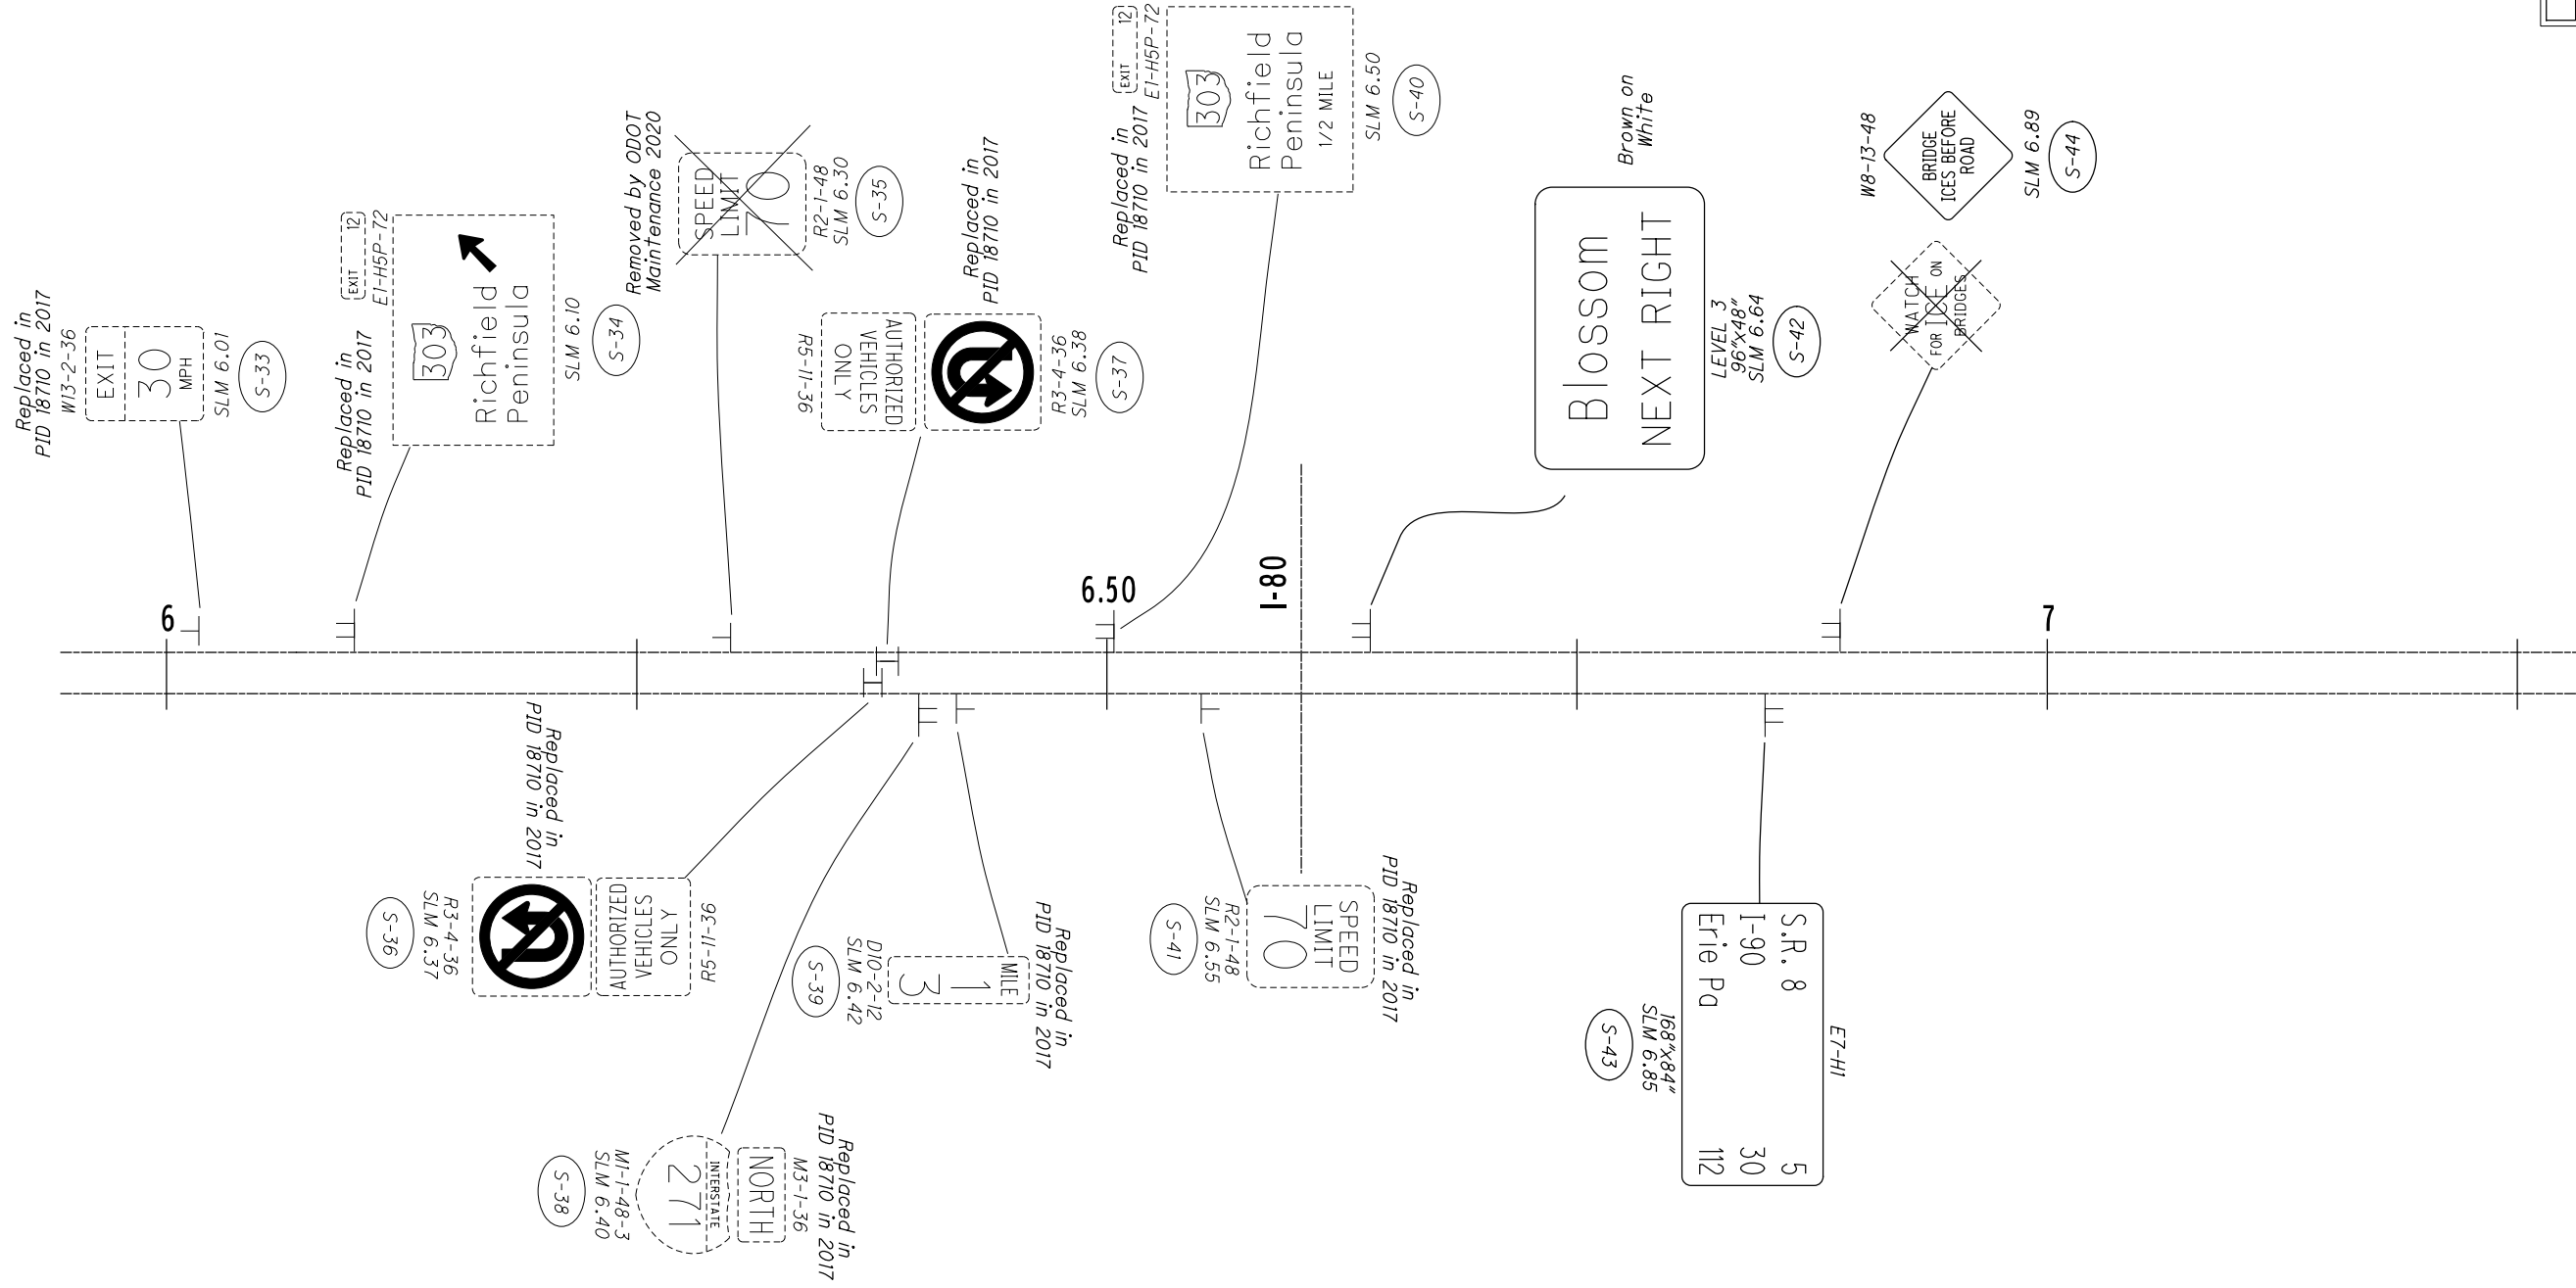 Replaced in
PID 18710 in 2017
W13-2-36
EXIT
30
MPH
SLM 6.01
S-33
Replaced in
PID 18710 in 2017
EXIT 12
E1-H5P-72
303
Richfield
Peninsula
SLM 6.10
S-34
Removed by ODOT
Maintenance 2020
SPEED
LIMIT
70
R2-1-48
SLM 6.30
S-35
Replaced in
PID 18710 in 2017
R5-11-36
AUTHORIZED
VEHICLES
ONLY
R3-4-36
SLM 6.38
S-37
Replaced in
PID 18710 in 2017
EXIT 12
E1-H5P-72
303
Richfield
Peninsula
1/2 MILE
SLM 6.50
S-40
Brown on
White
Blossom
NEXT RIGHT
LEVEL 3
96"x48"
SLM 6.64
S-42
W8-13-48
BRIDGE
ICES BEFORE
ROAD
SLM 6.89
S-44
WATCH
FOR ICE ON
BRIDGES
6
6.50
I-80
7
Replaced in
PID 18710 in 2017
R5-11-36
AUTHORIZED
VEHICLES
ONLY
R3-4-36
SLM 6.37
S-36
Replaced in
PID 18710 in 2017
M3-1-36
NORTH
INTERSTATE
271
M1-1-48-3
SLM 6.40
S-38
Replaced in
PID 18710 in 2017
MILE
1
3
D10-2-12
SLM 6.42
S-39
Replaced in
PID 18710 in 2017
SPEED
LIMIT
70
R2-1-48
SLM 6.55
S-41
E7-H1
S.R. 8 5
I-90 30
Erie Pa 112
168"x84"
SLM 6.85
S-43